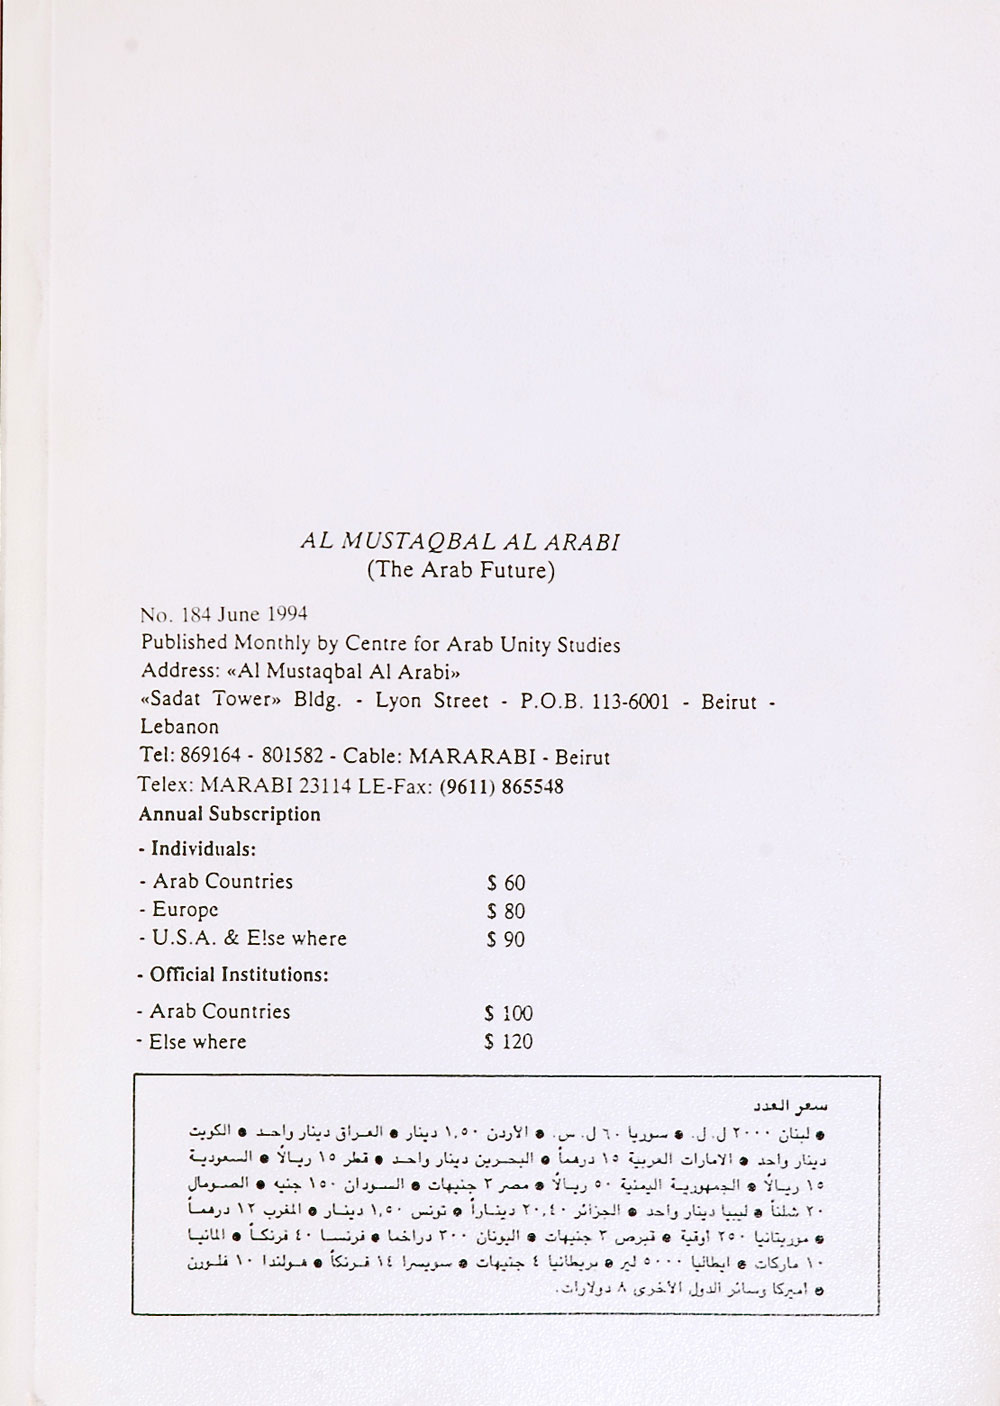 AL MUSTAQBAL AL ARABI
(The Arab Future)
No. 184 June 1994
Published Monthly by Centre for Arab Unity Studies
Address: «Al Mustaqbal Al Arabi»
«Sadat Tower» Bldg. - Lyon Street - P.O.B. 113-6001 - Beirut -
Lebanon
Tel: 869164 - 801582 - Cable: MARARABI - Beirut
Telex: MARABI 23114 LE-Fax: (9611) 865548
Annual Subscription
- Individuals:
- Arab Countries $ 60
- Europe $ 80
- U.S.A. & Else where $ 90
- Official Institutions:
- Arab Countries $ 100
- Else where $ 120
سعر العدد
● لبنان ٢٠٠٠ ل. ل. ● سوريا ٦٠ ل. س. ● الأردن ١,٥٠ دينار ● العراق دينار واحد ● الكويت
دينار واحد ● الامارات العربية ١٥ درهماً ● البحرين دينار واحد ● قطر ١٥ ريالاً ● السعودية
١٥ ريالاً ● الجمهورية اليمنية ٥٠ ريالاً ● مصر ٣ جنيهات ● السودان ١٥٠ جنيه ● الصومال
٢٠ شلناً ● ليبيا دينار واحد ● الجزائر ٢٠,٤٠ ديناراً ● تونس ١,٥٠ دينار ● المغرب ١٢ درهماً
● موريتانيا ٢٥٠ أوقية ● قبرص ٣ جنيهات ● اليونان ٣٠٠ دراخما ● فرنسا ٤٠ فرنكاً ● المانيا
١٠ ماركات ● ايطاليا ٥٠٠٠ لير ● بريطانيا ٤ جنيهات ● سويسرا ١٤ فرنكاً ● هولندا ١٠ فلورن
● اميركا وسائر الدول الأخرى ٨ دولارات.